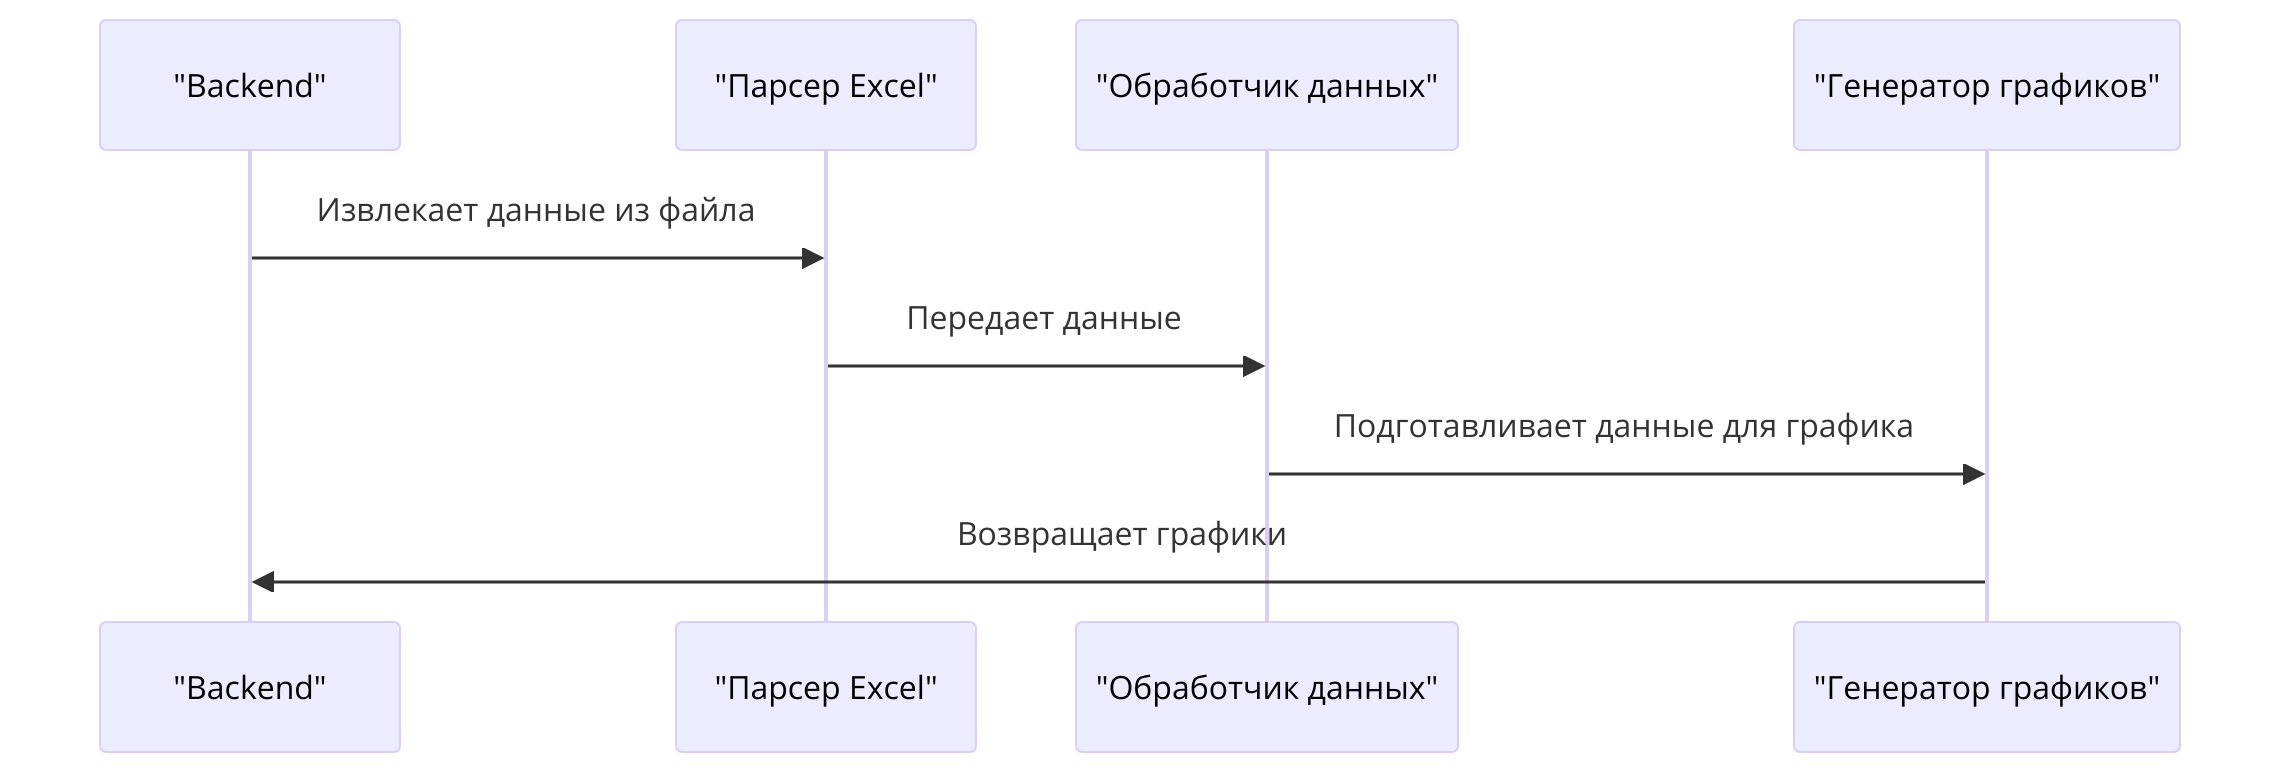 "Backend"
"Парсер Excel"
"Обработчик данных"
"Генератор графиков"
Извлекает данные из файла
Передает данные
Подготавливает данные для графика
Возвращает графики
"Backend"
"Парсер Excel"
"Обработчик данных"
"Генератор графиков"